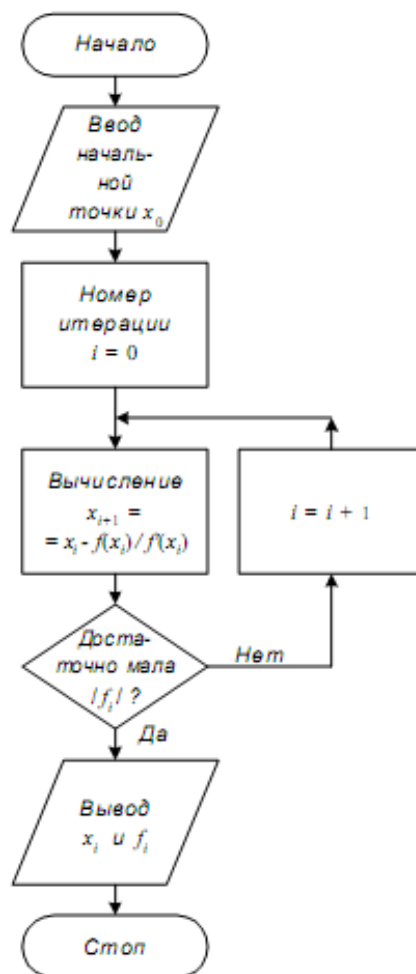 Начало
Ввод
началь-
ной
точки x₀
Номер
итерации
i = 0
Вычисление
xᵢ₊₁ =
= xᵢ - f(xᵢ) / f'(xᵢ)
i = i + 1
Доста-
точно мала
|fᵢ| ?
Нет
Да
Вывод
xᵢ и fᵢ
Стоп